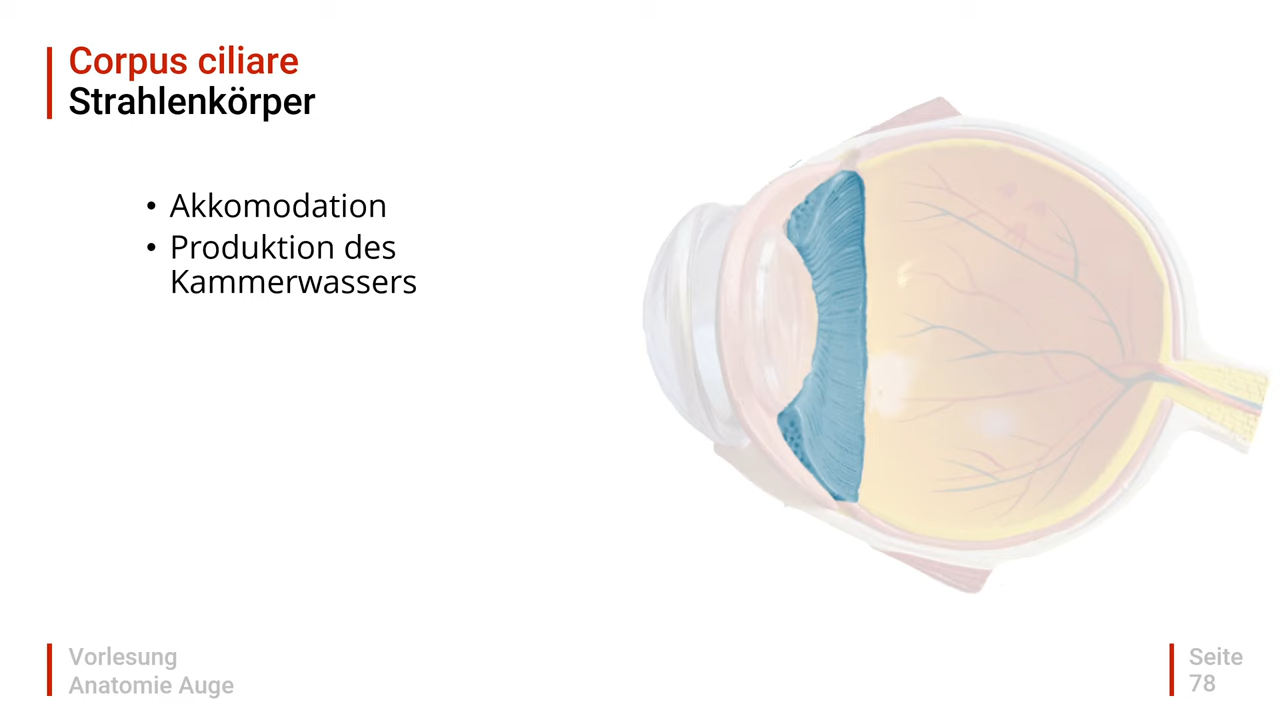 Corpus ciliare
Strahlenkörper
• Akkomodation
• Produktion des
Kammerwassers
Vorlesung
Anatomie Auge
Seite
78